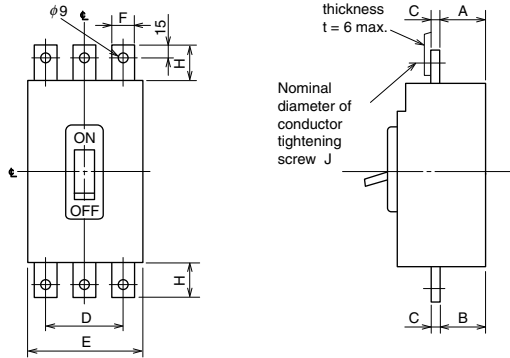 φ9
℄
F
15
H
ON
OFF
℄
H
D
E
thickness
t = 6 max.
C
A
Nominal
diameter of
conductor
tightening
screw J
C
B